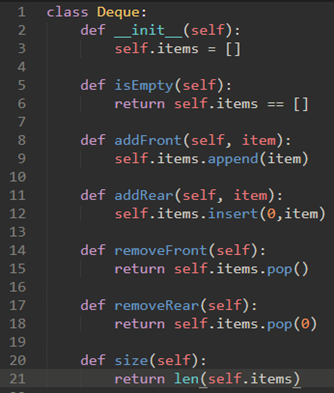 1 class Deque:
2     def __init__(self):
3         self.items = []
4
5     def isEmpty(self):
6         return self.items == []
7
8     def addFront(self, item):
9         self.items.append(item)
10
11     def addRear(self, item):
12         self.items.insert(0,item)
13
14     def removeFront(self):
15         return self.items.pop()
16
17     def removeRear(self):
18         return self.items.pop(0)
19
20     def size(self):
21         return len(self.items)